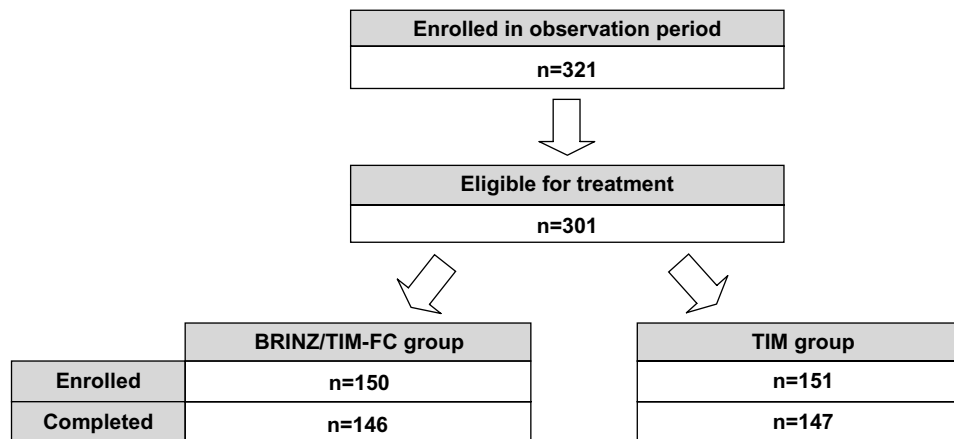 Enrolled in observation period
n=321
Eligible for treatment
n=301
BRINZ/TIM-FC group TIM group
Enrolled n=150 n=151
Completed n=146 n=147